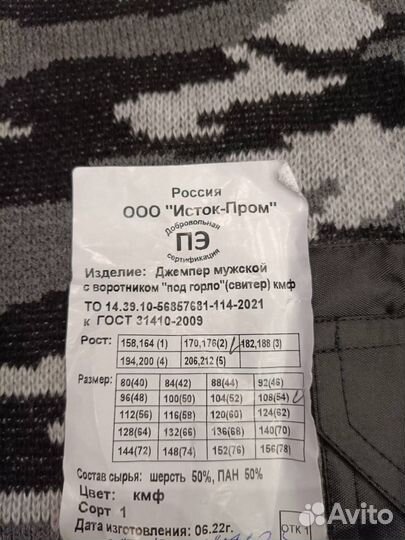 Россия
ООО "Исток-Пром"
Добровольная
ПЭ
сертификация
Изделие: Джемпер мужской
с воротником "под горло"(свитер) кмф
ТО 14.39.10-56857681-114-2021
к ГОСТ 31410-2009
Рост: 158,164 (1) 170,176(2) 182,188 (3)
194,200 (4) 206,212 (5)
Размер: 80(40) 84(42) 88(44) 92(46)
96(48) 100(50) 104(52) 108(54)
112(56) 116(58) 120(60) 124(62)
128(64) 132(66) 136(68) 140(70)
144(72) 148(74) 152(76) 156(78)
Состав сырья: шерсть 50%, ПАН 50%
Цвет: кмф
Сорт 1
Дата изготовления: 06.22г.
ОТК 1
Avito